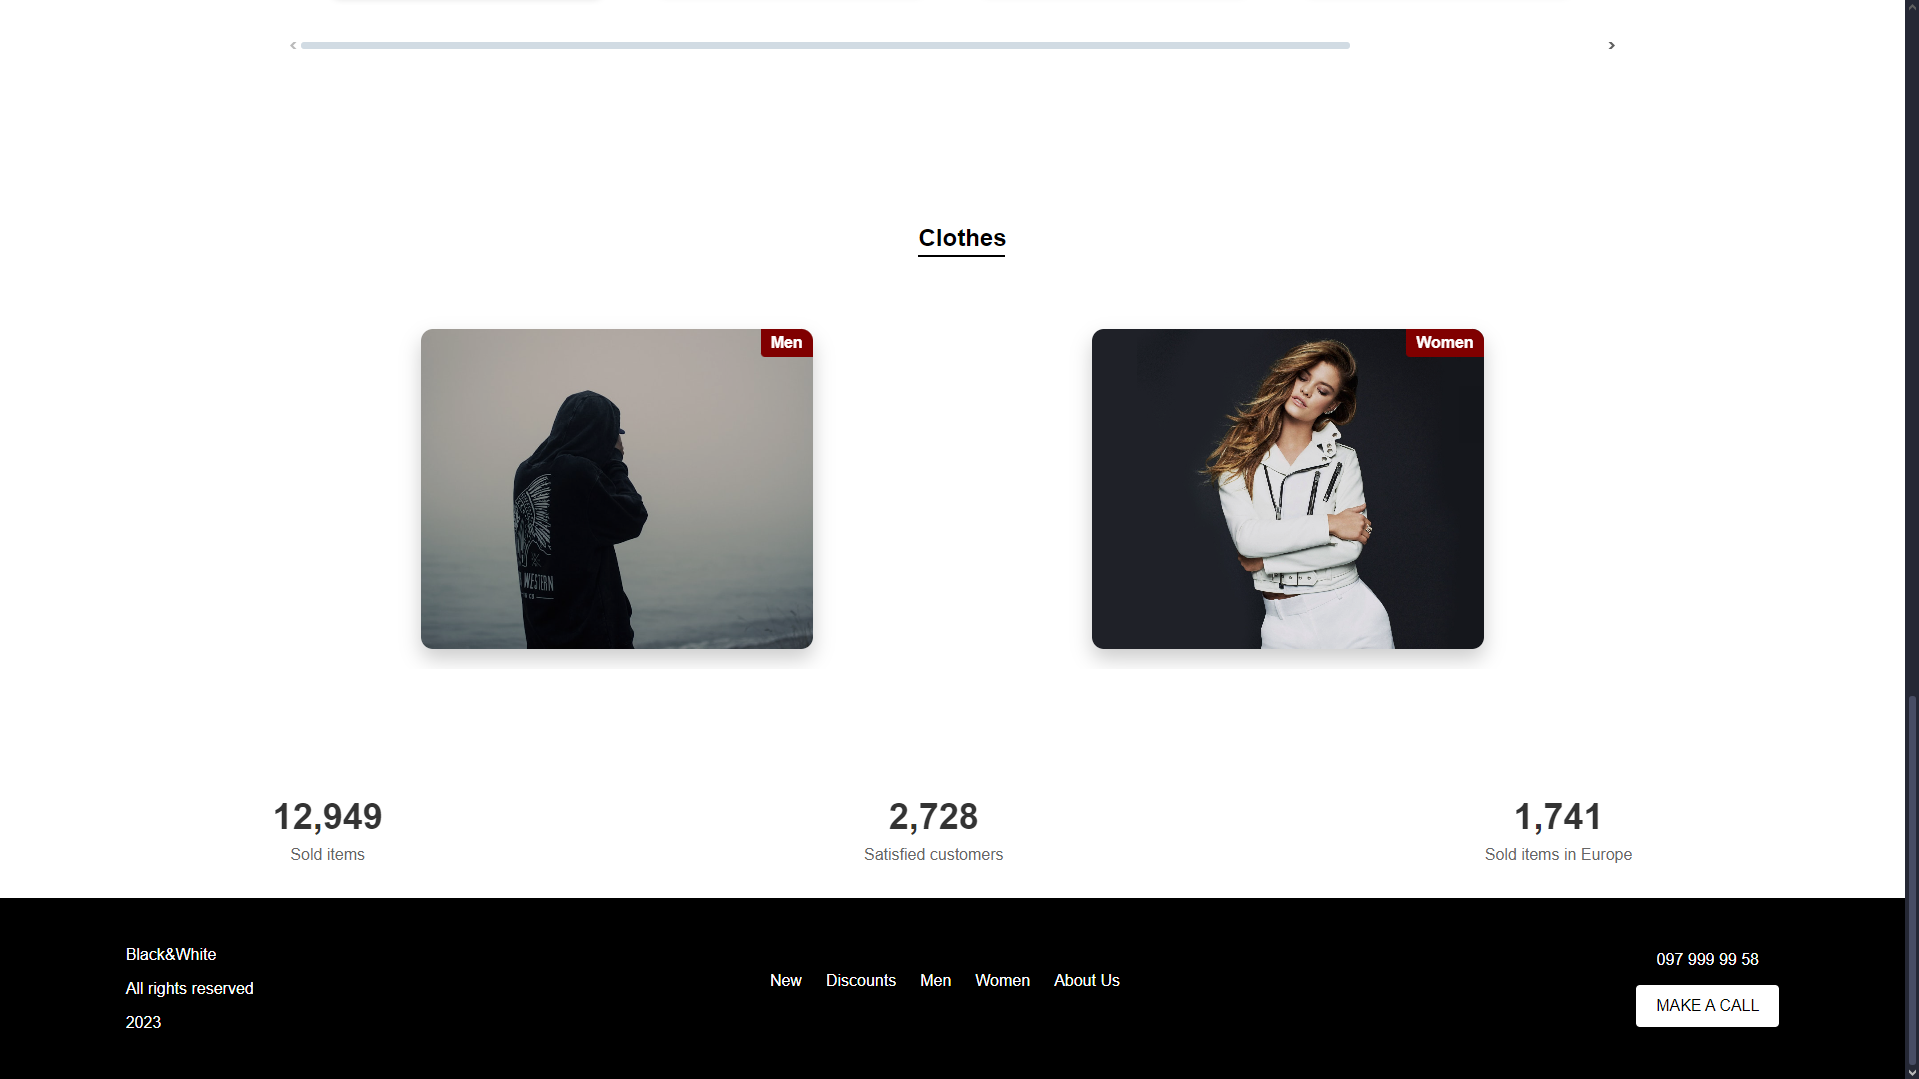 Clothes
Men
Women
WESTERN
12,949
2,728
1,741
Sold items
Satisfied customers
Sold items in Europe
Black&White
All rights reserved
2023
New Discounts Men Women About Us
097 999 99 58
MAKE A CALL